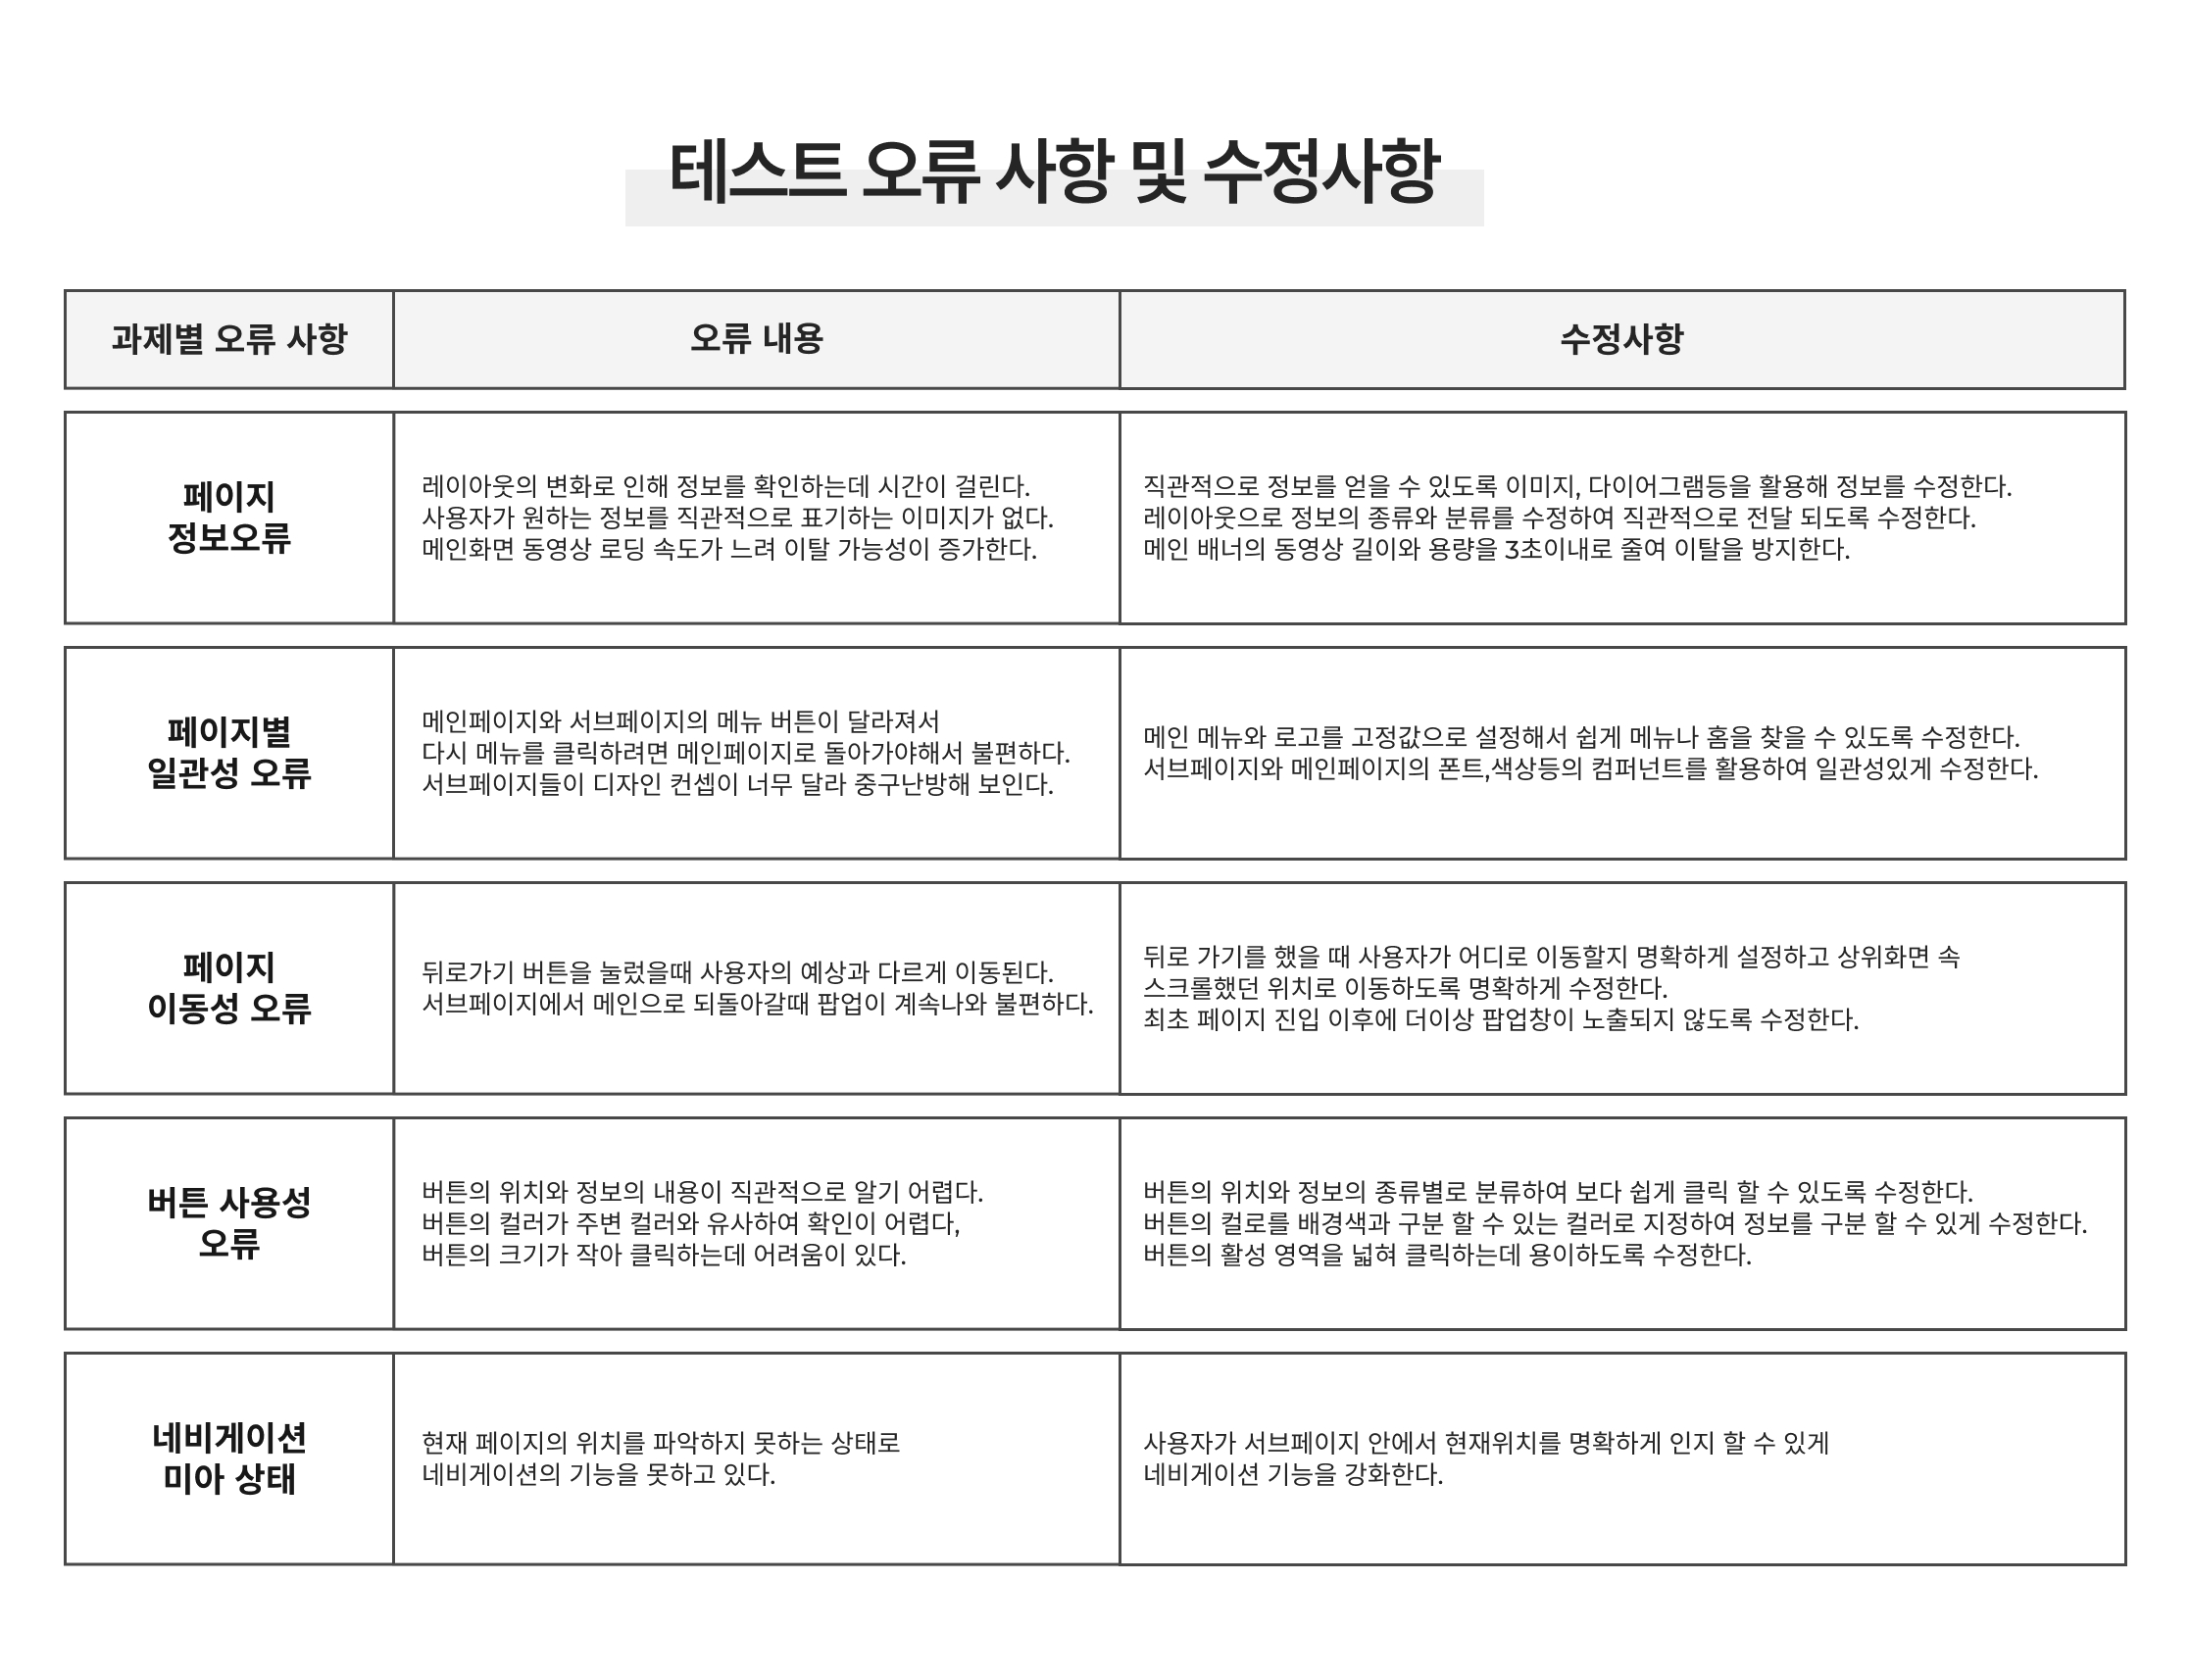 테스트 오류 사항 및 수정사항
과제별 오류 사항
오류 내용
수정사항
페이지
정보오류
레이아웃의 변화로 인해 정보를 확인하는데 시간이 걸린다.
사용자가 원하는 정보를 직관적으로 표기하는 이미지가 없다.
메인화면 동영상 로딩 속도가 느려 이탈 가능성이 증가한다.
직관적으로 정보를 얻을 수 있도록 이미지, 다이어그램등을 활용해 정보를 수정한다.
레이아웃으로 정보의 종류와 분류를 수정하여 직관적으로 전달 되도록 수정한다.
메인 배너의 동영상 길이와 용량을 3초이내로 줄여 이탈을 방지한다.
페이지별
일관성 오류
메인페이지와 서브페이지의 메뉴 버튼이 달라져서
다시 메뉴를 클릭하려면 메인페이지로 돌아가야해서 불편하다.
서브페이지들이 디자인 컨셉이 너무 달라 중구난방해 보인다.
메인 메뉴와 로고를 고정값으로 설정해서 쉽게 메뉴나 홈을 찾을 수 있도록 수정한다.
서브페이지와 메인페이지의 폰트,색상등의 컴퍼넌트를 활용하여 일관성있게 수정한다.
페이지
이동성 오류
뒤로가기 버튼을 눌렀을때 사용자의 예상과 다르게 이동된다.
서브페이지에서 메인으로 되돌아갈때 팝업이 계속나와 불편하다.
뒤로 가기를 했을 때 사용자가 어디로 이동할지 명확하게 설정하고 상위화면 속
스크롤했던 위치로 이동하도록 명확하게 수정한다.
최초 페이지 진입 이후에 더이상 팝업창이 노출되지 않도록 수정한다.
버튼 사용성
오류
버튼의 위치와 정보의 내용이 직관적으로 알기 어렵다.
버튼의 컬러가 주변 컬러와 유사하여 확인이 어렵다,
버튼의 크기가 작아 클릭하는데 어려움이 있다.
버튼의 위치와 정보의 종류별로 분류하여 보다 쉽게 클릭 할 수 있도록 수정한다.
버튼의 컬로를 배경색과 구분 할 수 있는 컬러로 지정하여 정보를 구분 할 수 있게 수정한다.
버튼의 활성 영역을 넓혀 클릭하는데 용이하도록 수정한다.
네비게이션
미아 상태
현재 페이지의 위치를 파악하지 못하는 상태로
네비게이션의 기능을 못하고 있다.
사용자가 서브페이지 안에서 현재위치를 명확하게 인지 할 수 있게
네비게이션 기능을 강화한다.